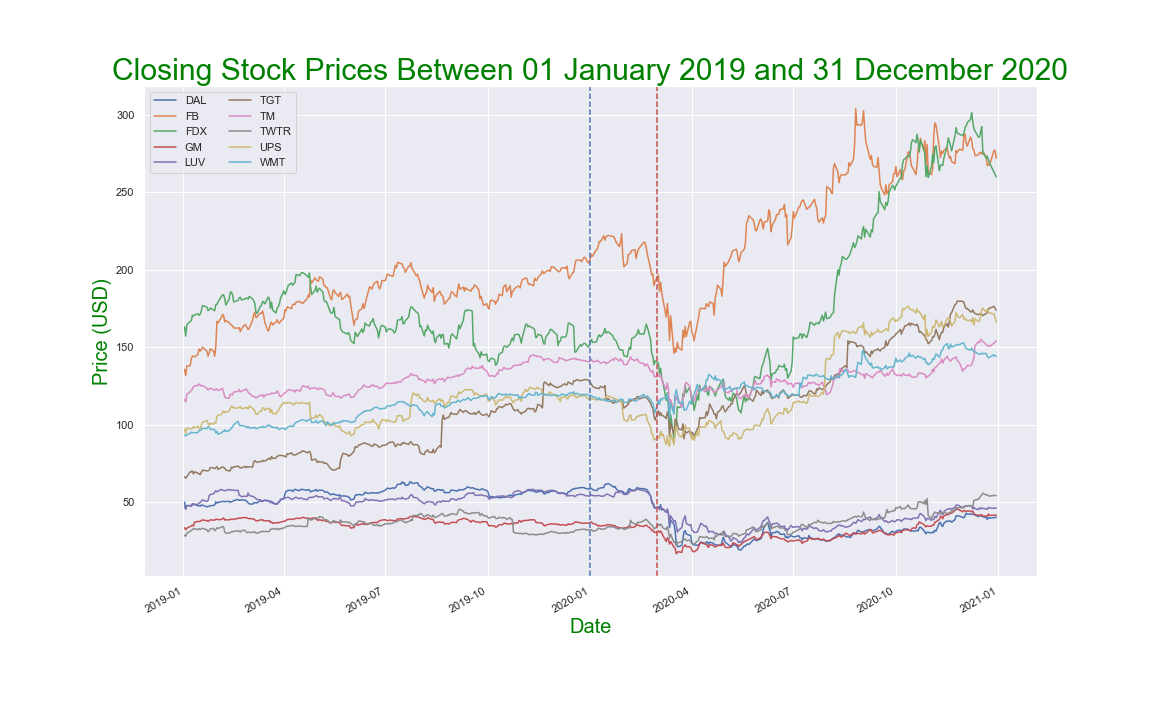 Closing Stock Prices Between 01 January 2019 and 31 December 2020
DAL TGT
FB TM
FDX TWTR
GM UPS
LUV WMT
300
250
200
150
100
50
Price (USD)
2019-01 2019-04 2019-07 2019-10 2020-01 2020-04 2020-07 2020-10 2021-01
Date